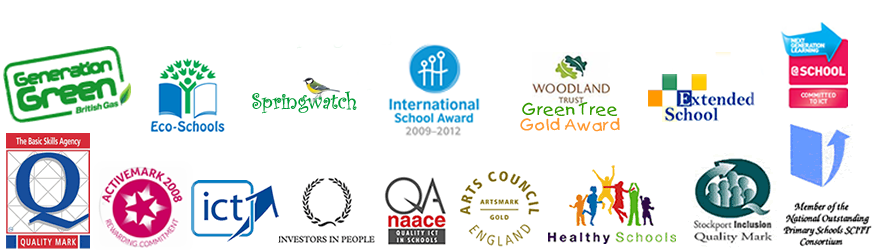 Generation
Green
British Gas
Eco-Schools
Springwatch
International
School Award
2009-2012
WOODLAND
TRUST
Green Tree
Gold Award
Extended
School
NEXT
GENERATION
LEARNING
@SCHOOL
COMMITTED
TO ICT
The Basic Skills Agency
Q
QUALITY MARK
ACTIVEMARK 2008
REWARDING COMMITMENT
ict
INVESTORS IN PEOPLE
QA
naace
QUALITY ICT
IN SCHOOLS
ARTS COUNCIL
ARTSMARK
GOLD
ENGLAND
Healthy Schools
Stockport Inclusion
Quality Mark
Member of the
National Outstanding
Primary Schools SCITT
Consortium